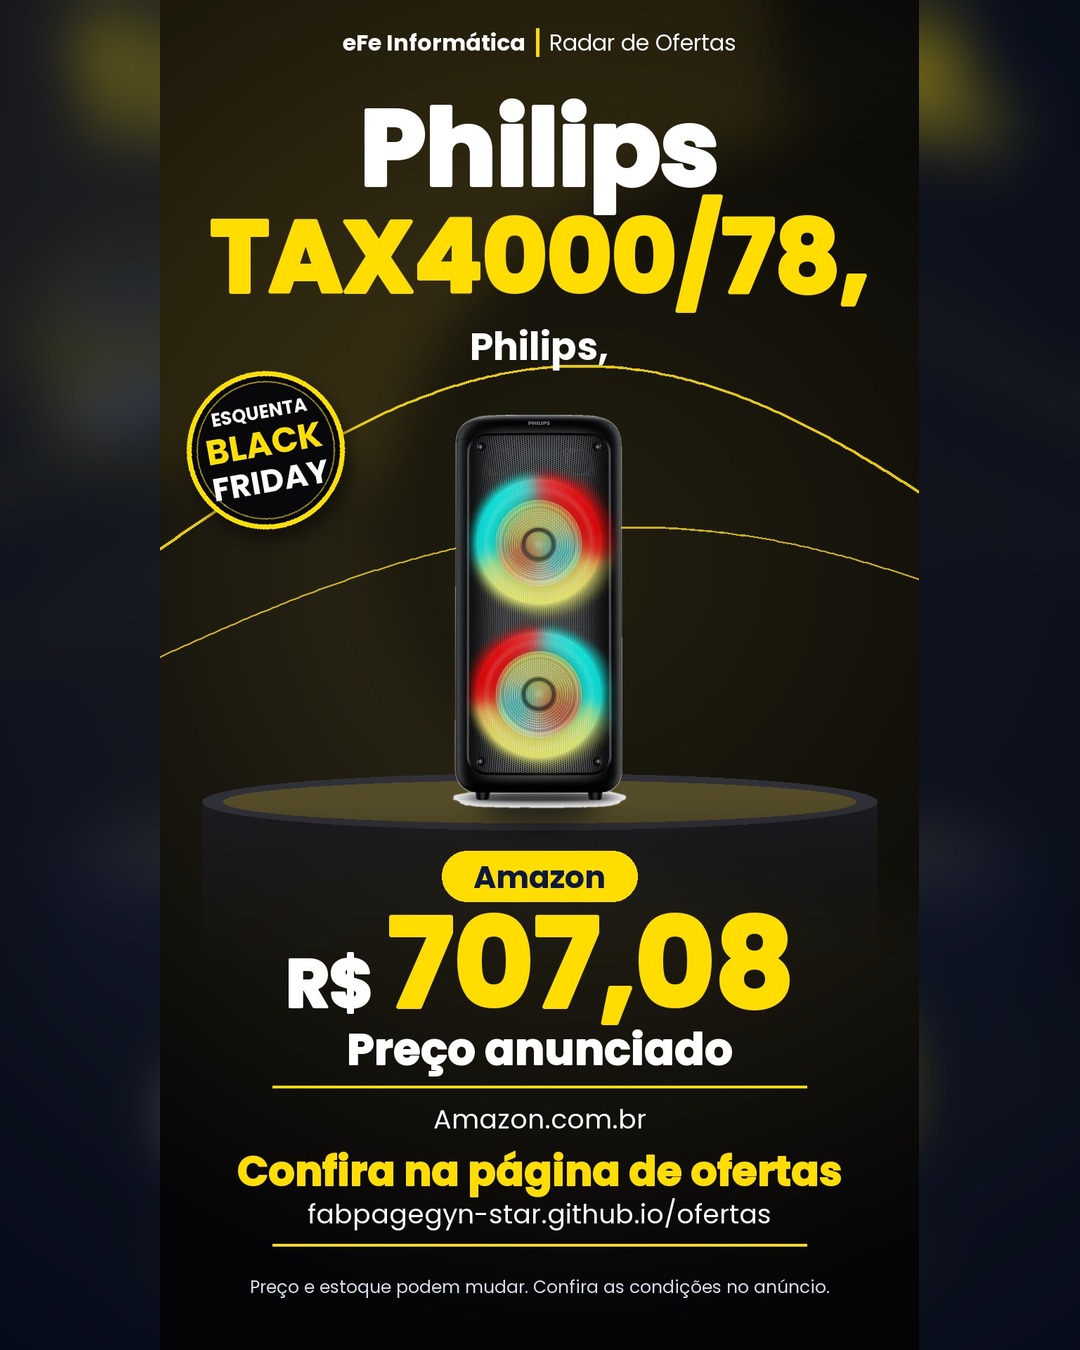 eFe Informática | Radar de Ofertas
Philips
TAX4000/78,
Philips,
ESQUENTA
BLACK
FRIDAY
PHILIPS
Amazon
R$ 707,08
Preço anunciado
Amazon.com.br
Confira na página de ofertas
fabpagegyn-star.github.io/ofertas
Preço e estoque podem mudar. Confira as condições no anúncio.